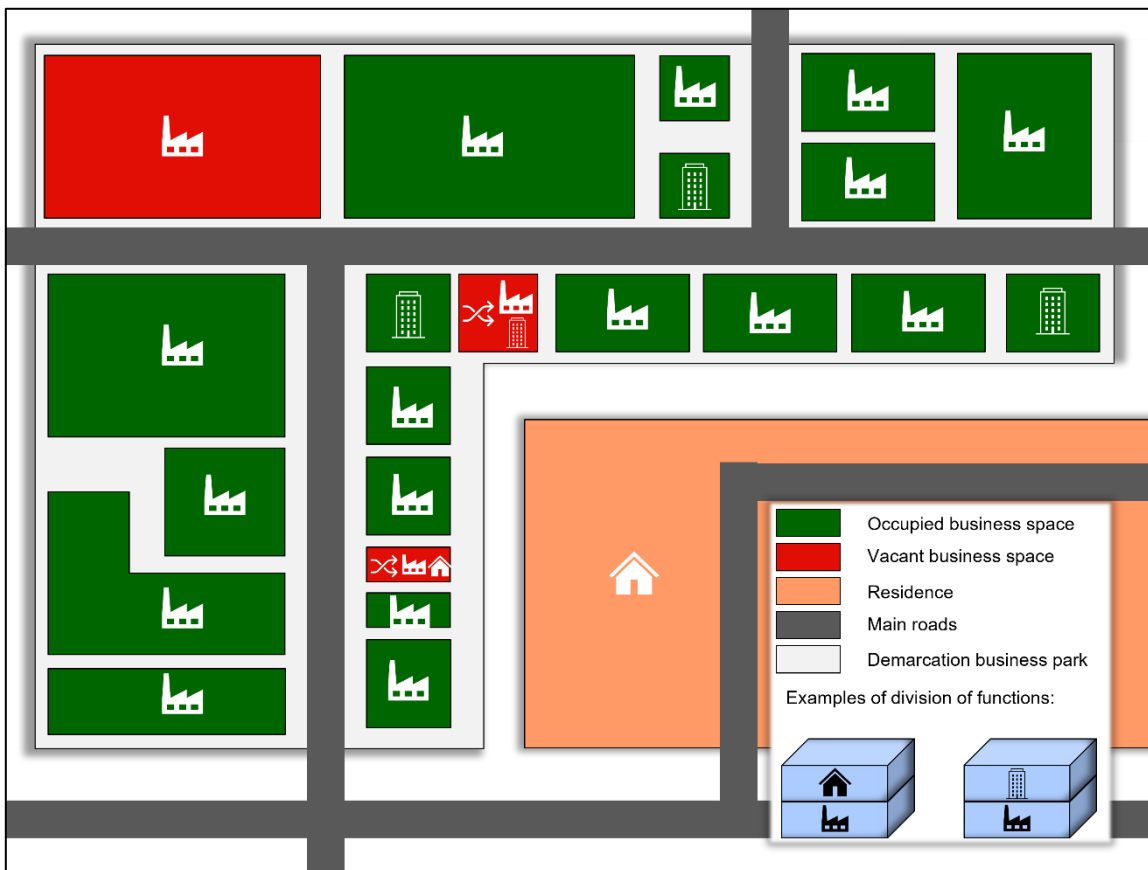 Occupied business space
Vacant business space
Residence
Main roads
Demarcation business park
Examples of division of functions: